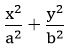 x²/a² + y²/b²